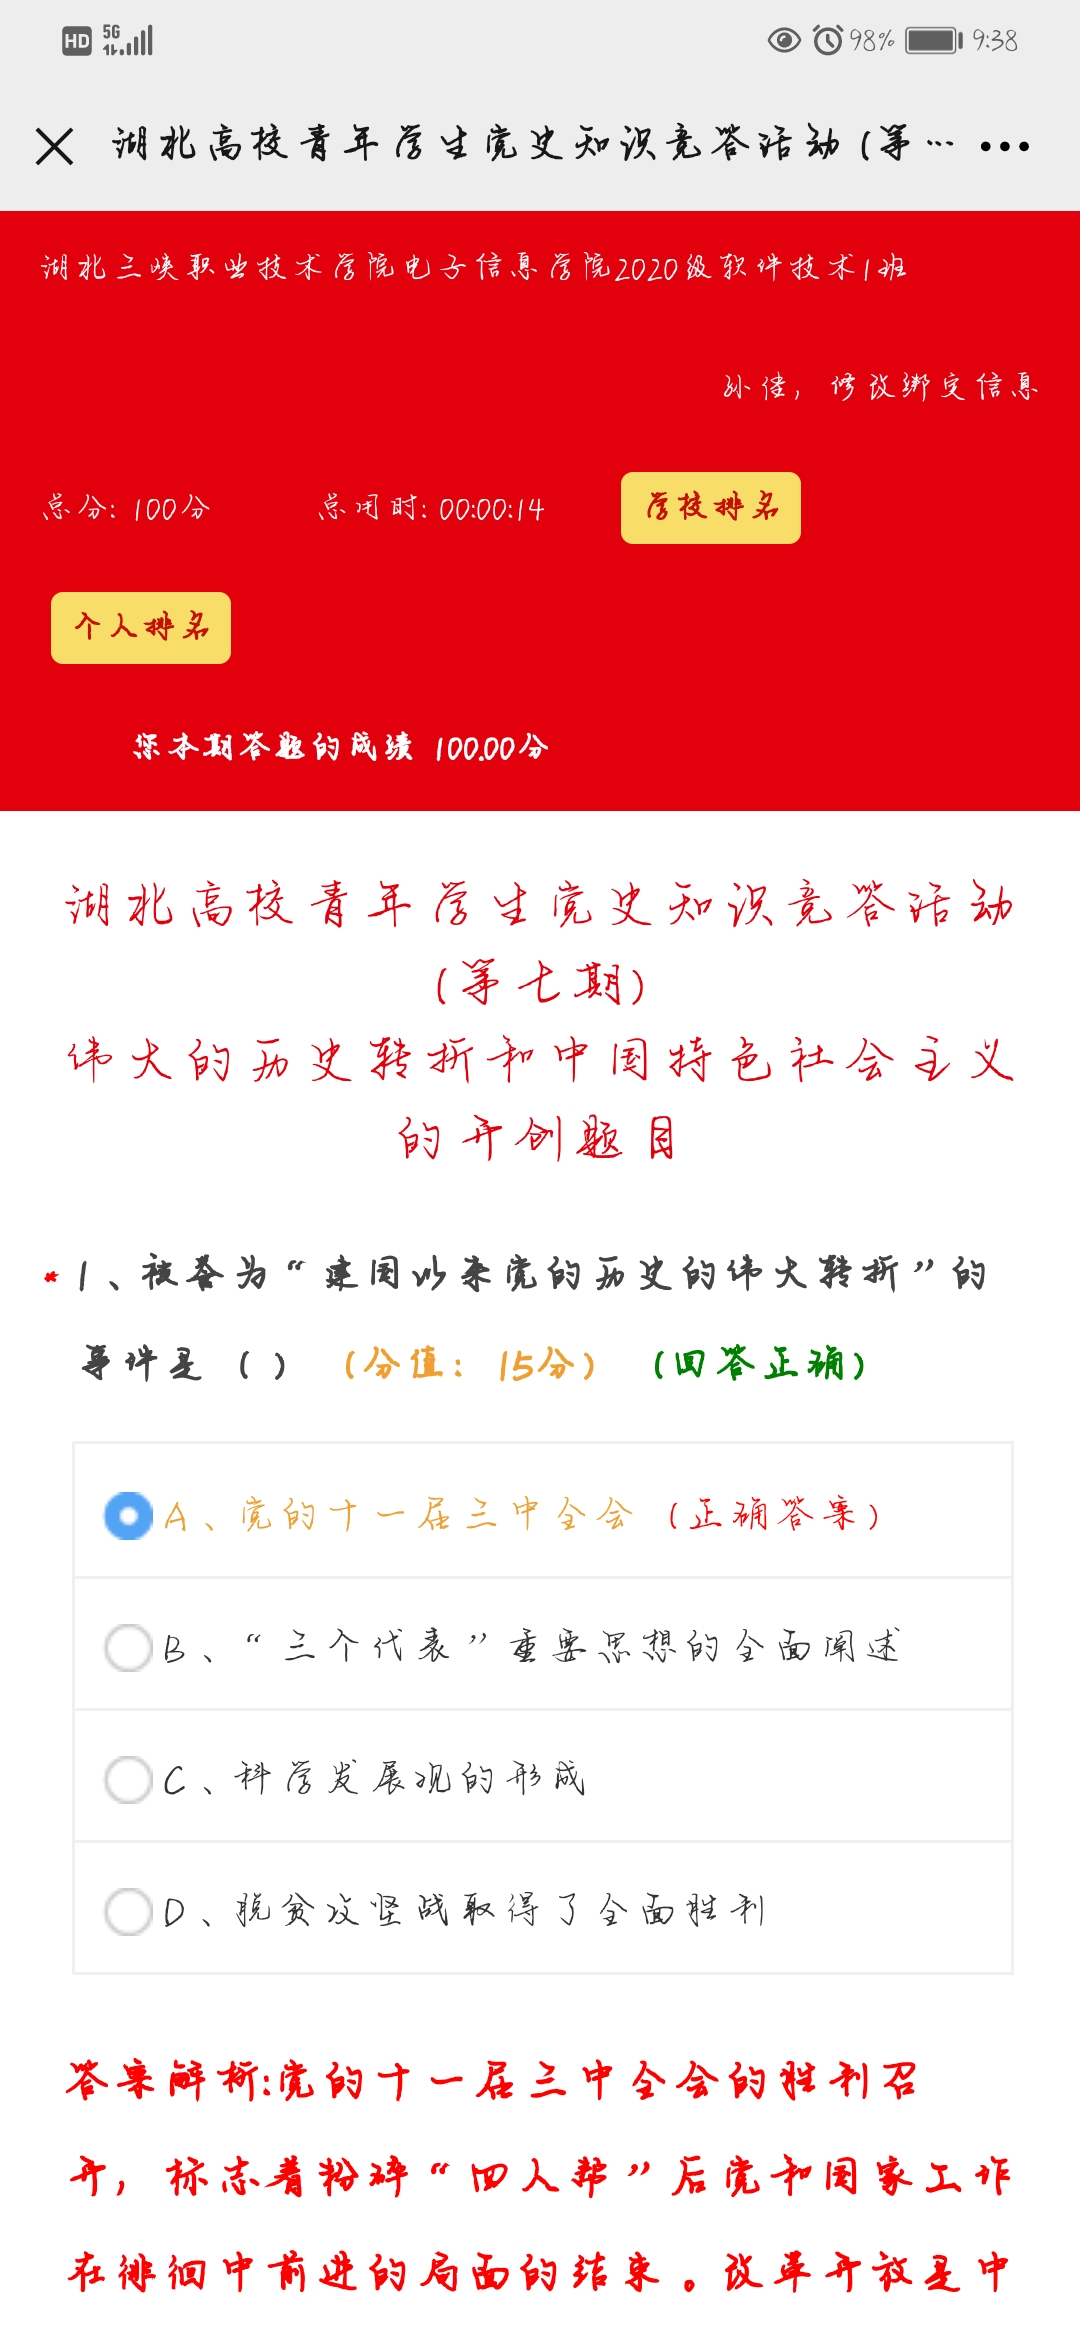 HD 5G 98% 9:38
湖北高校青年学生党史知识竞答活动(第…
湖北三峡职业技术学院电子信息学院2020级软件技术1班
孙佳，修改绑定信息
总分: 100分 总用时: 00:00:14 学校排名
个人排名
您本期答题的成绩 100.00分
湖北高校青年学生党史知识竞答活动
(第七期)
伟大的历史转折和中国特色社会主义
的开创题目
* 1、被誉为“建国以来党的历史的伟大转折”的
事件是（ ）（分值：15分）（回答正确）
A、党的十一届三中全会（正确答案）
B、“三个代表”重要思想的全面阐述
C、科学发展观的形成
D、脱贫攻坚战取得了全面胜利
答案解析:党的十一届三中全会的胜利召
开，标志着粉碎“四人帮”后党和国家工作
在徘徊中前进的局面的结束。改革开放是中